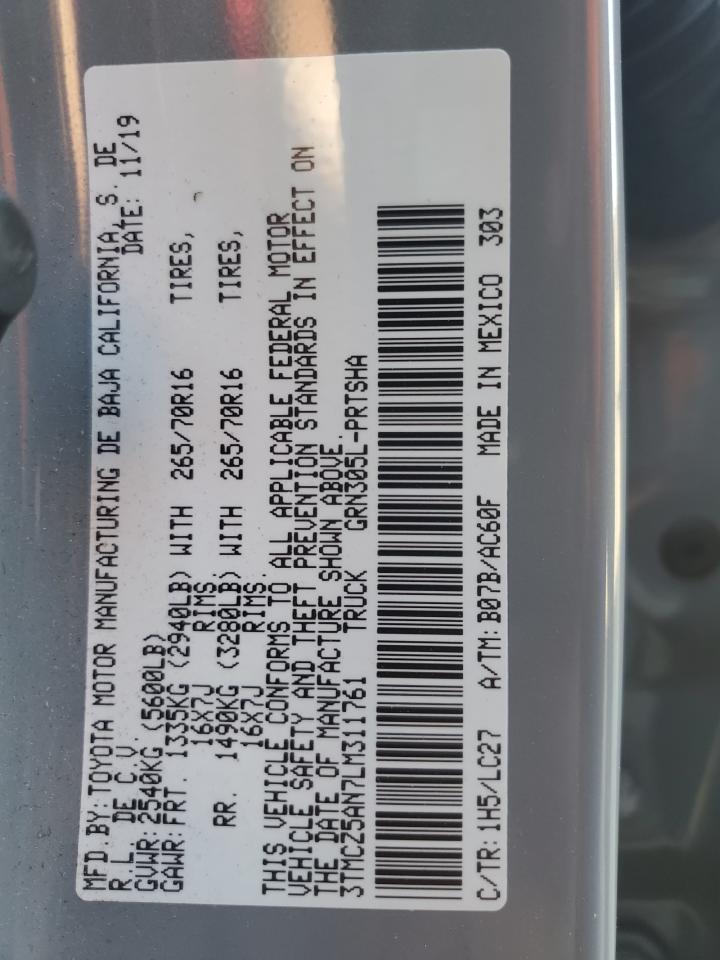 MFD.BY:TOYOTA MOTOR MANUFACTURING DE BAJA CALIFORNIA,S. DE
R.L. DE C.V. DATE: 11/19
GVWR:2540KG (5600LB)
GAWR:FRT. 1335KG (2940LB) WITH 265/70R16 TIRES,
16X7J RIMS.
RR. 1490KG (3280LB) WITH 265/70R16 TIRES,
16X7J RIMS.
THIS VEHICLE CONFORMS TO ALL APPLICABLE FEDERAL MOTOR
VEHICLE SAFETY AND THEFT PREVENTION STANDARDS IN EFFECT ON
THE DATE OF MANUFACTURE SHOWN ABOVE.
3TMCZ5AN7LM311761 TRUCK GRN305L-PRTSHA
C/TR:1H5/LC27 A/TM:B07B/AC60F MADE IN MEXICO 303